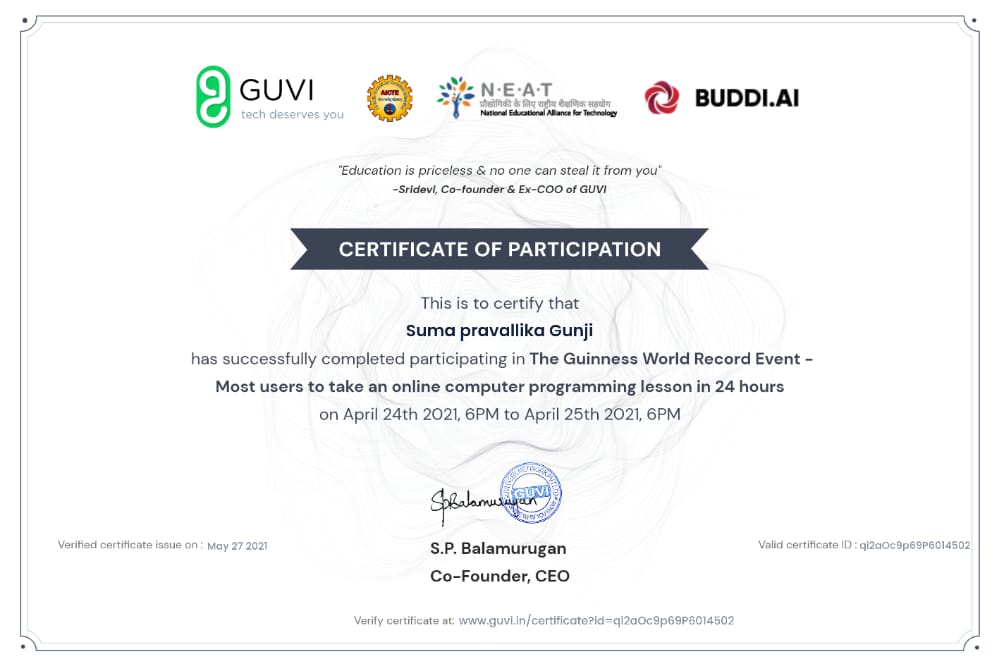 GUVI
tech deserves you
AICTE
N·E·A·T
प्रौद्योगिकी के लिए राष्ट्रीय शैक्षणिक सहयोग
National Educational Alliance for Technology
BUDDI.AI
"Education is priceless & no one can steal it from you"
-Sridevi, Co-founder & Ex-COO of GUVI
CERTIFICATE OF PARTICIPATION
This is to certify that
Suma pravallika Gunji
has successfully completed participating in The Guinness World Record Event -
Most users to take an online computer programming lesson in 24 hours
on April 24th 2021, 6PM to April 25th 2021, 6PM
SpBalamurugan
GUVI
S.P. Balamurugan
Co-Founder, CEO
Verified certificate issue on : May 27 2021
Valid certificate ID : qi2aOc9p69P6014502
Verify certificate at: www.guvi.in/certificate?id=qi2aOc9p69P6014502